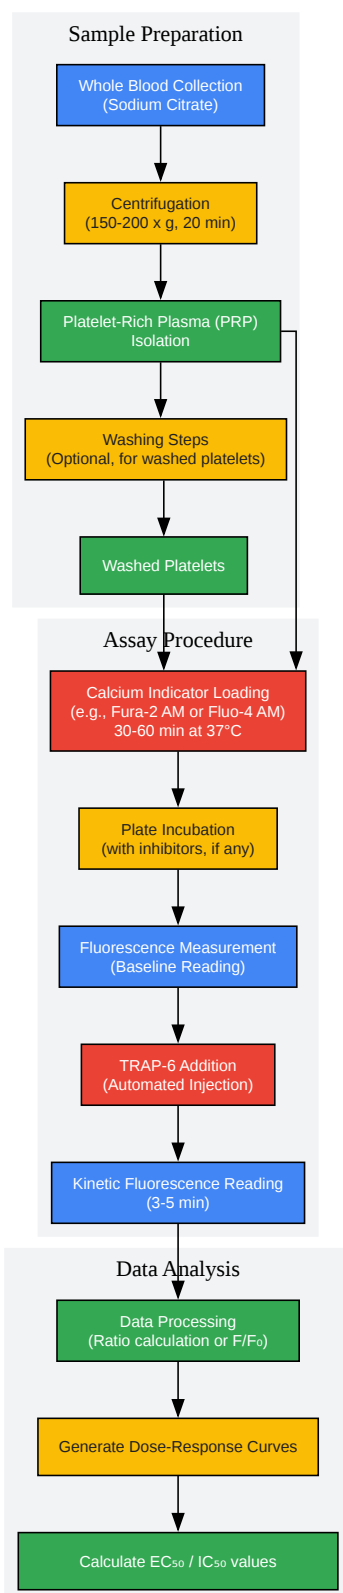 Sample Preparation
Whole Blood Collection
(Sodium Citrate)
Centrifugation
(150-200 x g, 20 min)
Platelet-Rich Plasma (PRP)
Isolation
Washing Steps
(Optional, for washed platelets)
Washed Platelets
Assay Procedure
Calcium Indicator Loading
(e.g., Fura-2 AM or Fluo-4 AM)
30-60 min at 37°C
Plate Incubation
(with inhibitors, if any)
Fluorescence Measurement
(Baseline Reading)
TRAP-6 Addition
(Automated Injection)
Kinetic Fluorescence Reading
(3-5 min)
Data Analysis
Data Processing
(Ratio calculation or F/F₀)
Generate Dose-Response Curves
Calculate EC₅₀ / IC₅₀ values